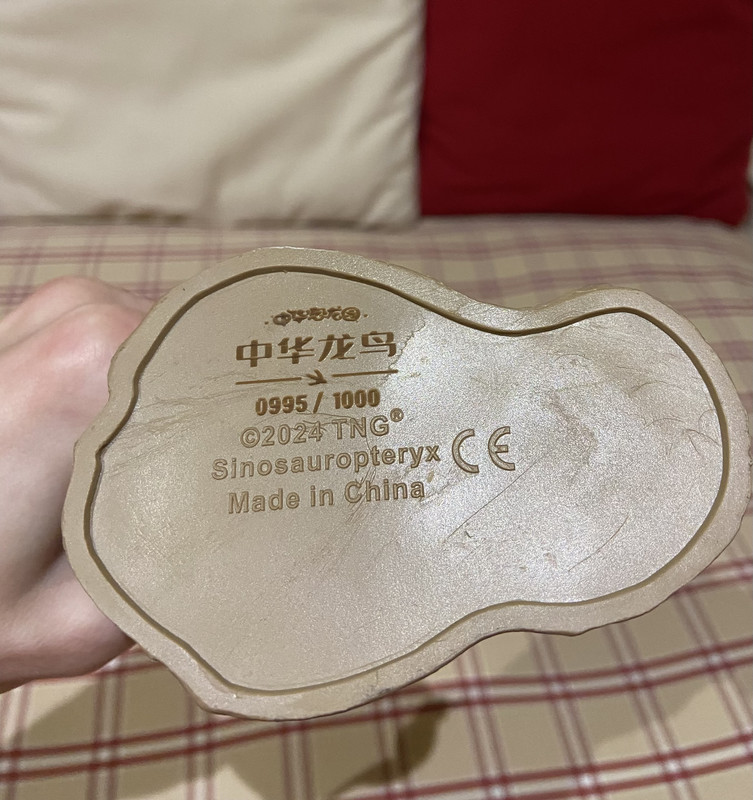 中华龙鸟
0995 / 1000
©2024 TNG®
Sinosauropteryx CE
Made in China